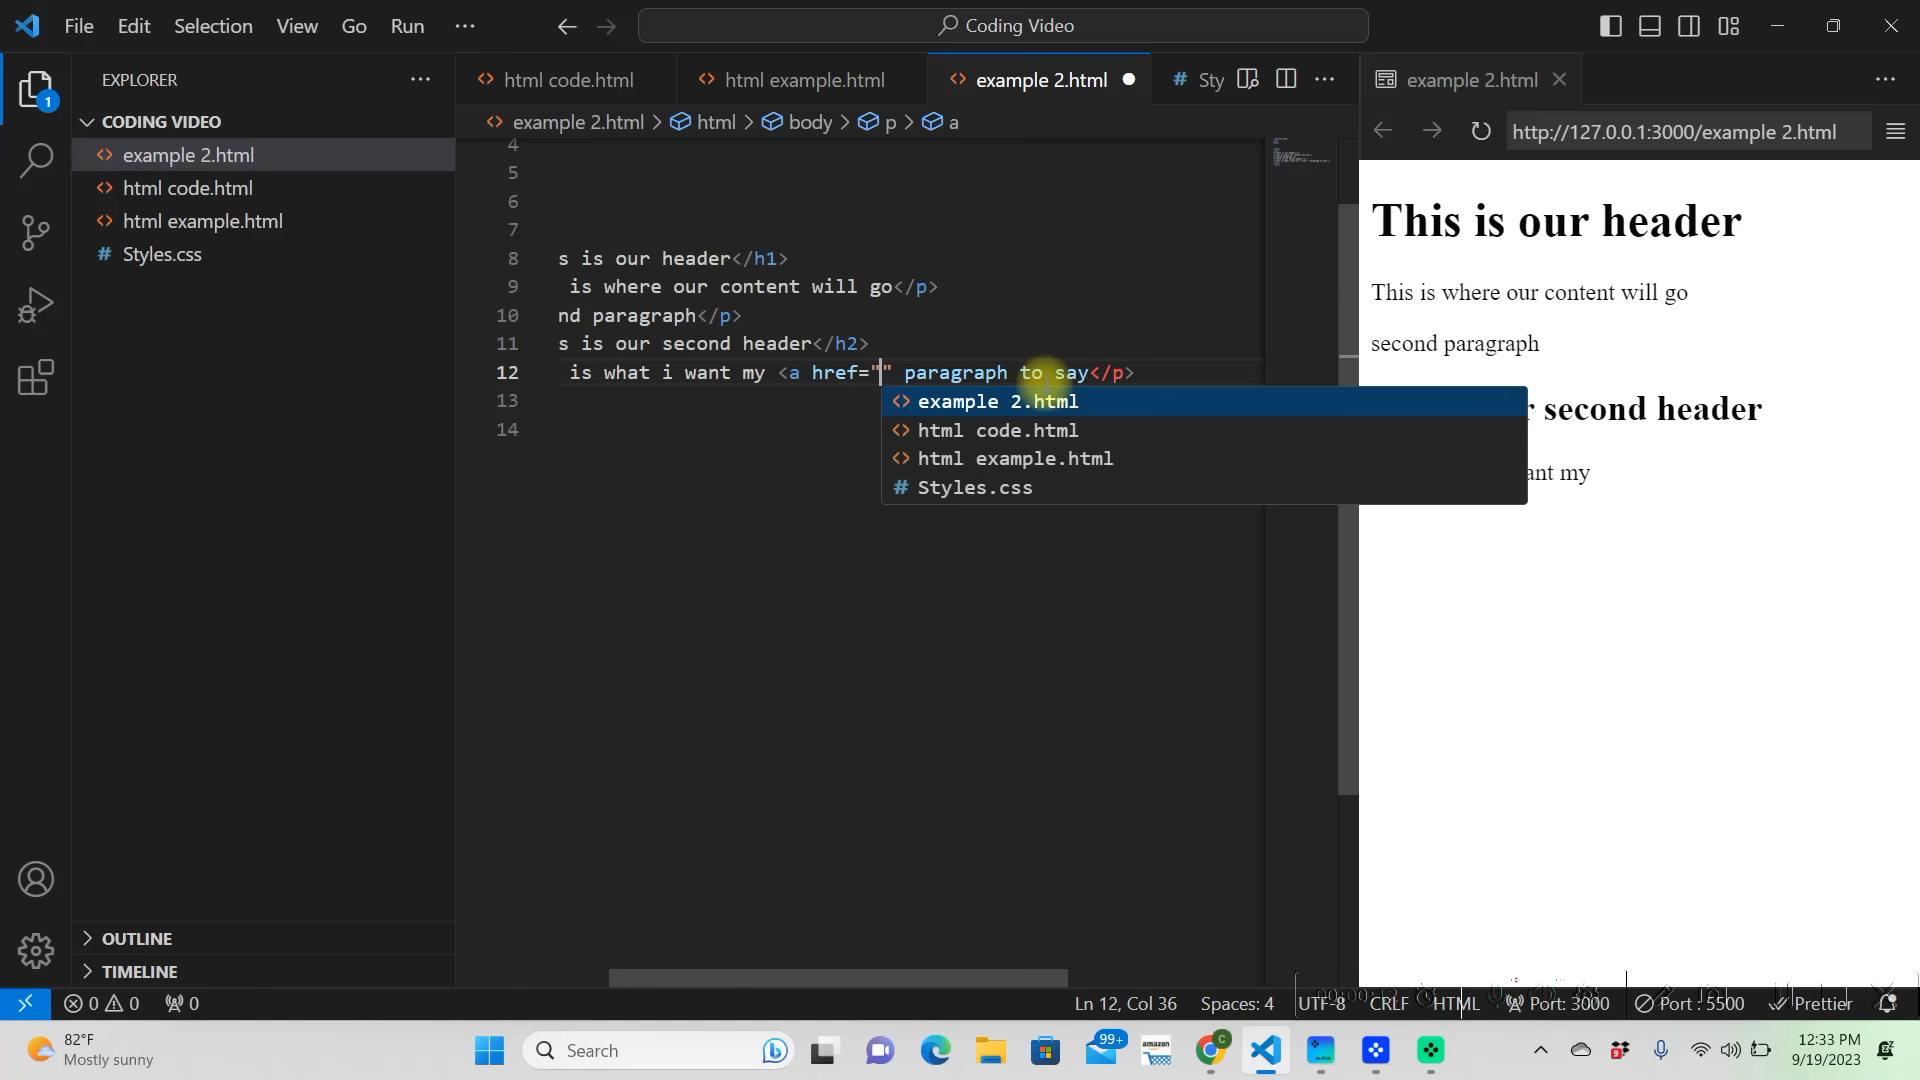 File Edit Selection View Go Run
Coding Video
EXPLORER
html code.html
html example.html
example 2.html
# Sty
example 2.html
1
CODING VIDEO
example 2.html > html > body > p > a
http://127.0.0.1:3000/example 2.html
example 2.html
html code.html
html example.html
# Styles.css
4
5
6
7
8 s is our header</h1>
9 is where our content will go</p>
10 nd paragraph</p>
11 s is our second header</h2>
12 is what i want my <a href="" paragraph to say</p>
13
14
example 2.html
html code.html
html example.html
# Styles.css
This is our header
This is where our content will go
second paragraph
r second header
ant my
OUTLINE
TIMELINE
0 0 0
Ln 12, Col 36 Spaces: 4 UTF-8 CRLF HTML Port: 3000 Port : 5500 Prettier
82°F
Mostly sunny
Search
99+
amazon
C
9
12:33 PM
9/19/2023